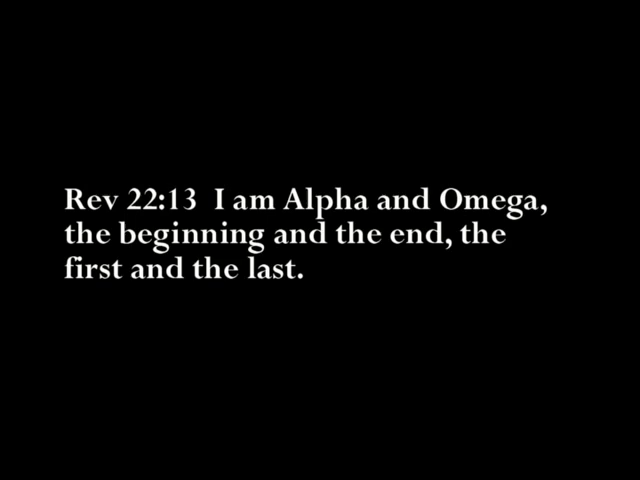 Rev 22:13  I am Alpha and Omega,
the beginning and the end, the
first and the last.